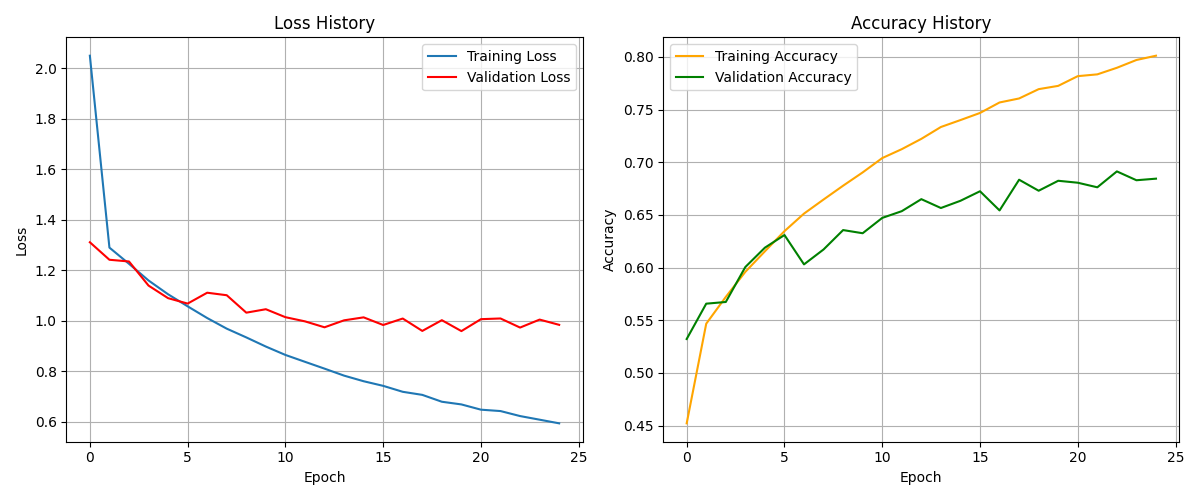 Loss History
Training Loss
Validation Loss
2.0
1.8
1.6
1.4
1.2
1.0
0.8
0.6
Loss
0
5
10
15
20
25
Epoch
Accuracy History
Training Accuracy
Validation Accuracy
0.80
0.75
0.70
0.65
0.60
0.55
0.50
0.45
Accuracy
0
5
10
15
20
25
Epoch